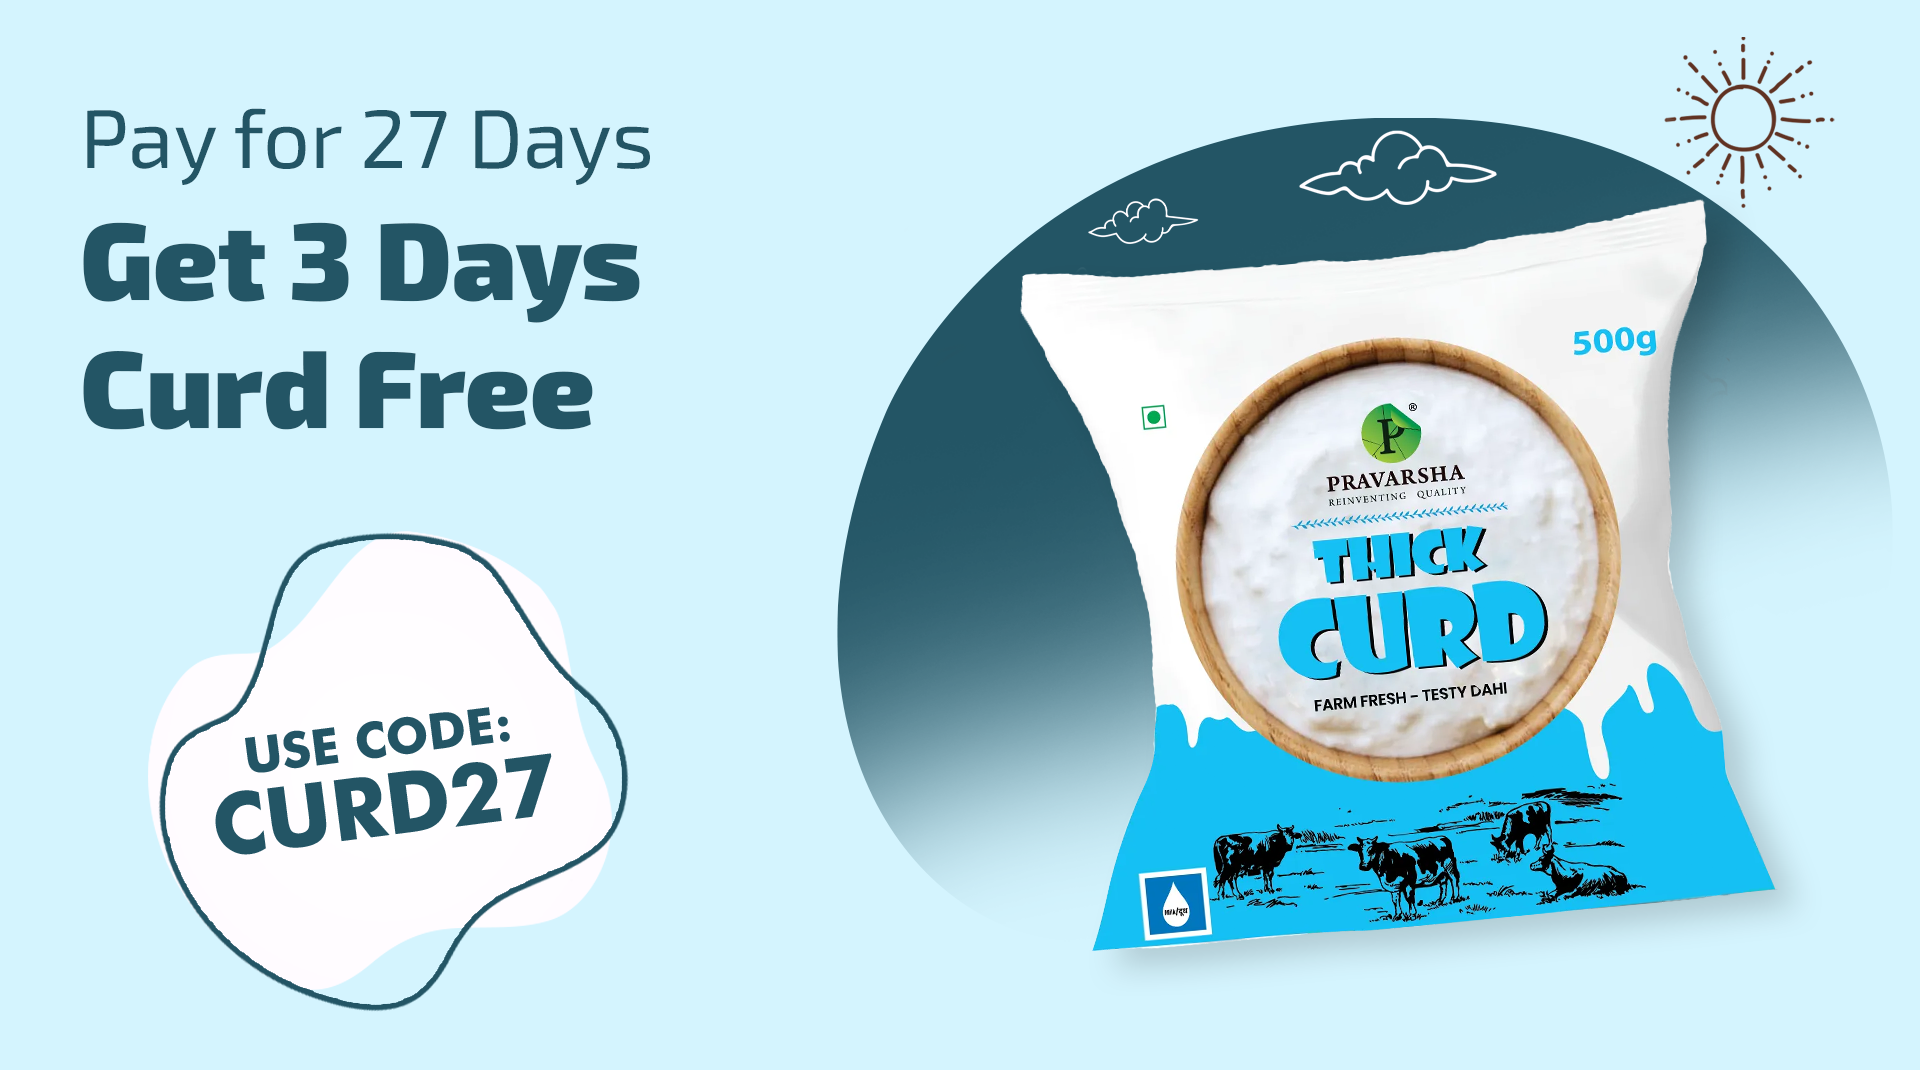 Pay for 27 Days
Get 3 Days
Curd Free
USE CODE:
CURD27
500g
P
®
PRAVARSHA
REINVENTING QUALITY
THICK
CURD
FARM FRESH - TESTY DAHI